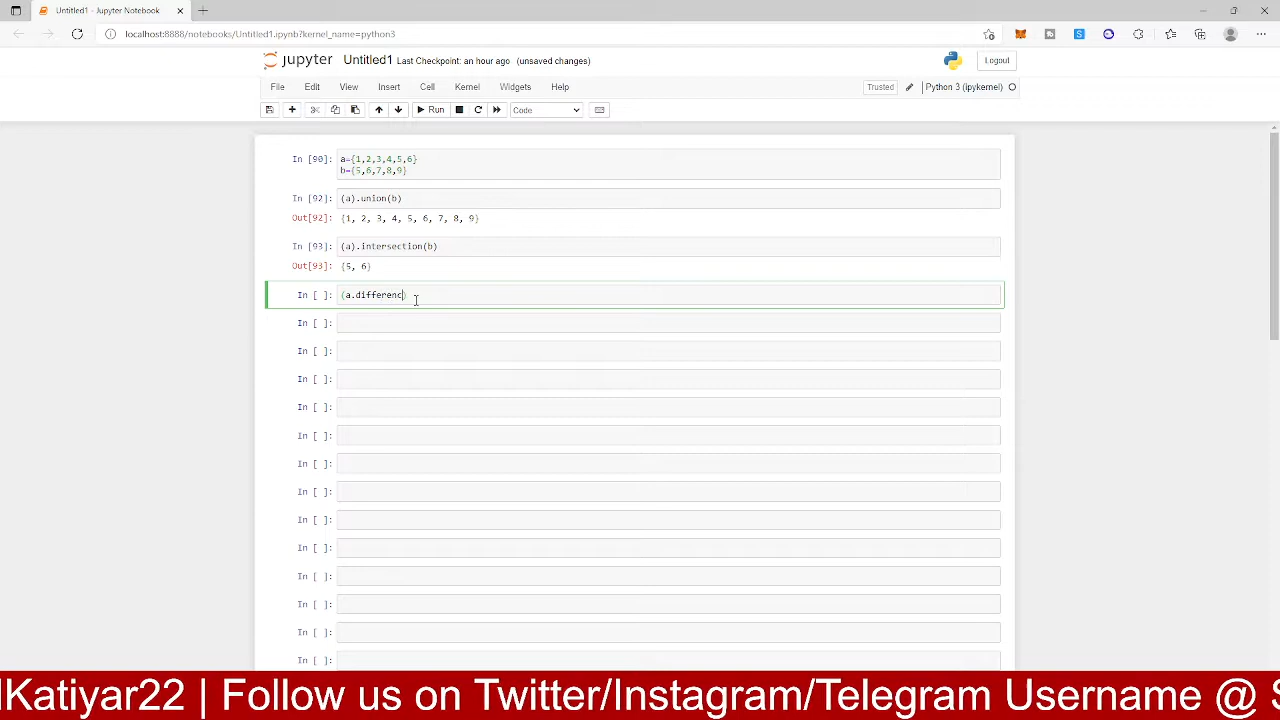 Untitled1 - Jupyter Notebook
localhost:8888/notebooks/Untitled1.ipynb?kernel_name=python3
jupyter Untitled1 Last Checkpoint: an hour ago (unsaved changes) Logout
File Edit View Insert Cell Kernel Widgets Help Trusted Python 3 (ipykernel)
Run Code
In [90]: a={1,2,3,4,5,6}
b={5,6,7,8,9}
In [92]: (a).union(b)
Out[92]: {1, 2, 3, 4, 5, 6, 7, 8, 9}
In [93]: (a).intersection(b)
Out[93]: {5, 6}
In [ ]: (a.differenc)
In [ ]:
In [ ]:
In [ ]:
In [ ]:
In [ ]:
In [ ]:
In [ ]:
In [ ]:
In [ ]:
In [ ]:
In [ ]:
In [ ]:
In [ ]:
lKatiyar22 | Follow us on Twitter/Instagram/Telegram Username @ S